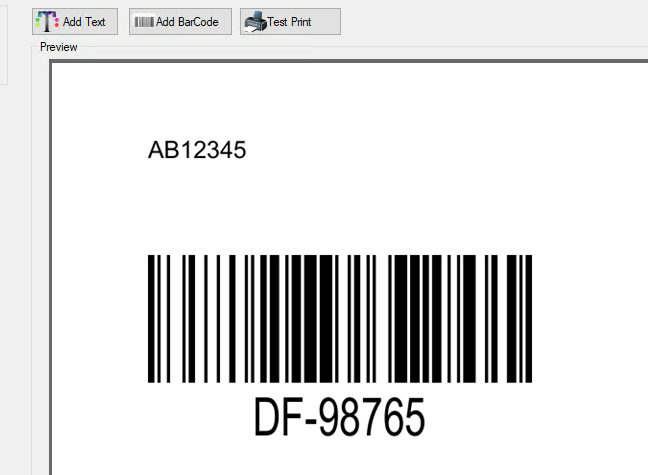 Add Text
Add BarCode
Test Print
Preview
AB12345
DF-98765